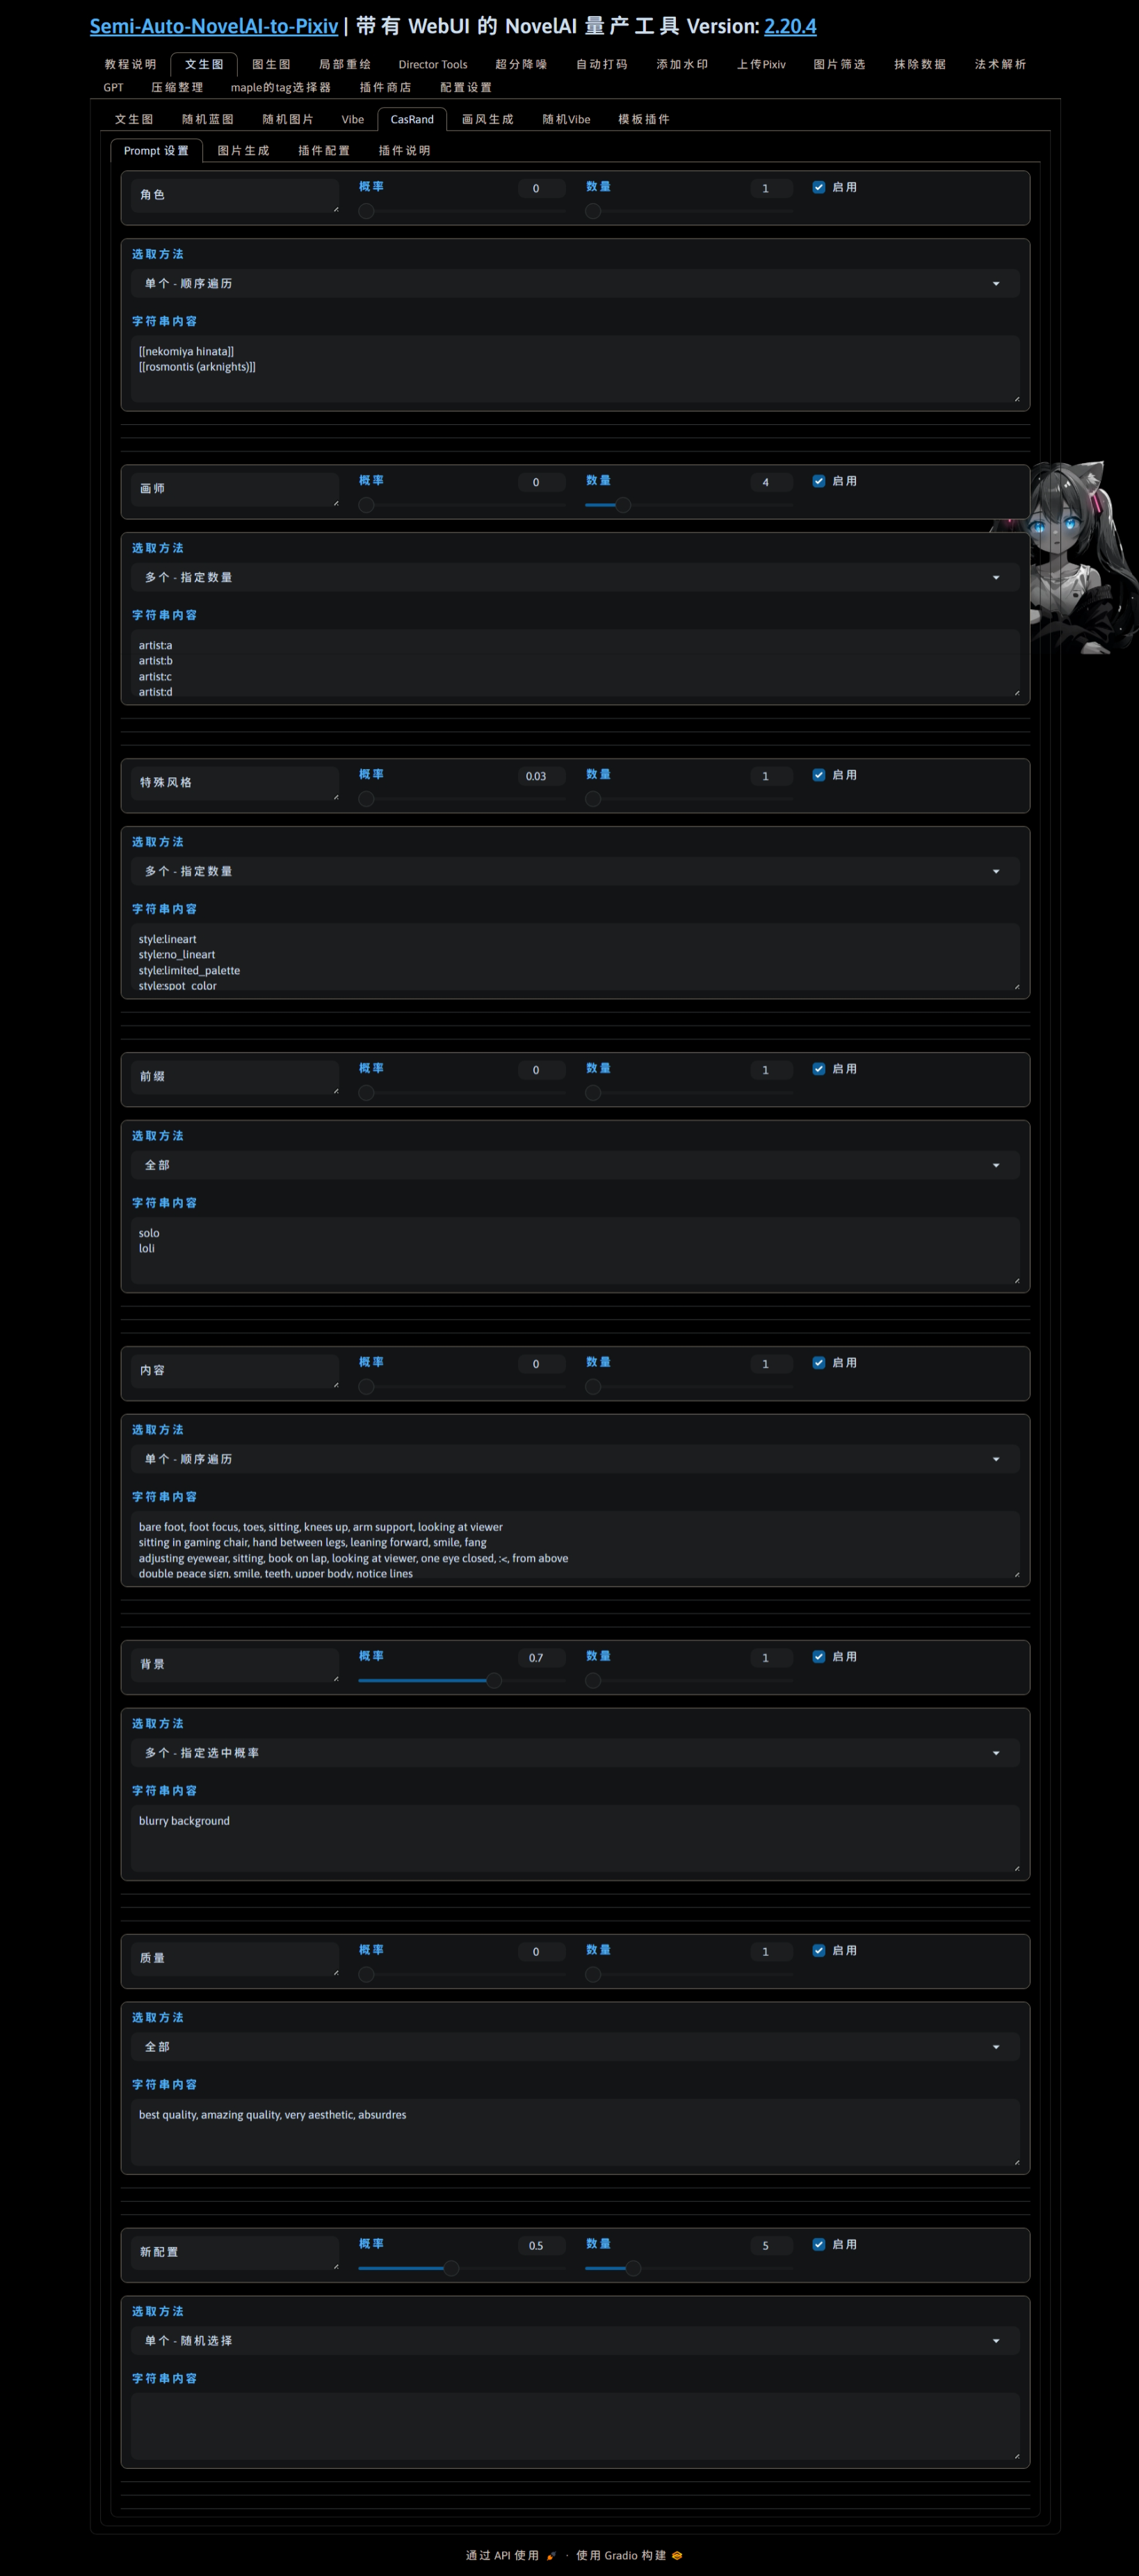 Semi-Auto-NovelAI-to-Pixiv | 带有 WebUI 的 NovelAI 量产工具 Version: 2.20.4
教程说明 文生图 图生图 局部重绘 Director Tools 超分降噪 自动打码 添加水印 上传Pixiv 图片筛选 抹除数据 法术解析
GPT 压缩整理 maple的tag选择器 插件商店 配置设置
文生图 随机蓝图 随机图片 Vibe CasRand 画风生成 随机Vibe 模板插件
Prompt 设置 图片生成 插件配置 插件说明
角色 概率 0 数量 1 启用
选取方法
单个 - 顺序遍历
字符串内容
[[nekomiya hinata]]
[[rosmontis (arknights)]]
画师 概率 0 数量 4 启用
选取方法
多个 - 指定数量
字符串内容
artist:a
artist:b
artist:c
artist:d
特殊风格 概率 0.03 数量 1 启用
选取方法
多个 - 指定数量
字符串内容
style:lineart
style:no_lineart
style:limited_palette
style:spot_color
前缀 概率 0 数量 1 启用
选取方法
全部
字符串内容
solo
loli
内容 概率 0 数量 1 启用
选取方法
单个 - 顺序遍历
字符串内容
bare foot, foot focus, toes, sitting, knees up, arm support, looking at viewer
sitting in gaming chair, hand between legs, leaning forward, smile, fang
adjusting eyewear, sitting, book on lap, looking at viewer, one eye closed, :<, from above
double peace sign, smile, teeth, upper body, notice lines
背景 概率 0.7 数量 1 启用
选取方法
多个 - 指定选中概率
字符串内容
blurry background
质量 概率 0 数量 1 启用
选取方法
全部
字符串内容
best quality, amazing quality, very aesthetic, absurdres
新配置 概率 0.5 数量 5 启用
选取方法
单个 - 随机选择
字符串内容
通过 API 使用 · 使用 Gradio 构建